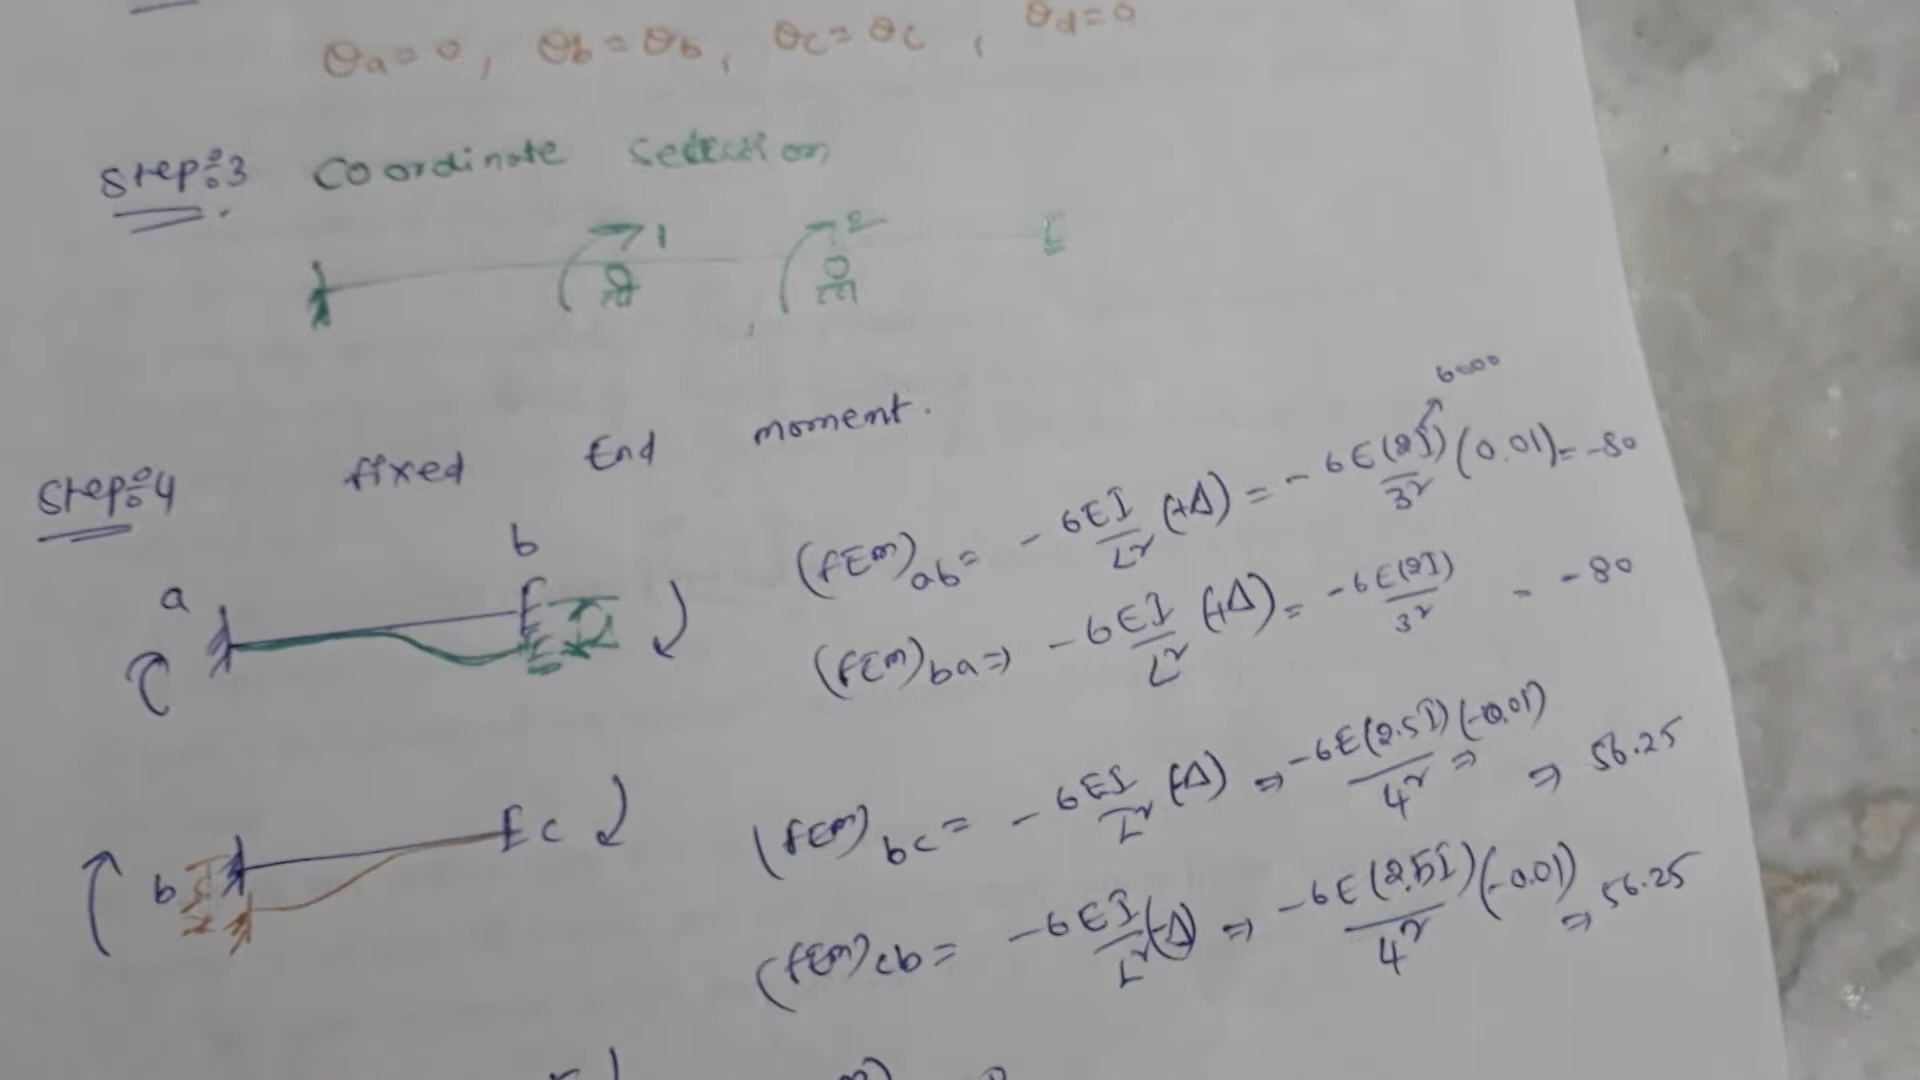 θa=0, θb=θb, θc=θc, θd=0
Step:3 Coordinate Selection
1 2
6000
Step:4 fixed End moment.
a b
(FEM)ab= - 6EI/L² (+Δ) = - 6E(2I)/3² (0.01)= -80
(FEM)ba⇒ - 6EI/L² (+Δ)= -6E(2I)/3² = -80
b c
(FEM)bc= - 6EI/L² (-Δ) ⇒ -6E(2.5I)(-0.01)/4² ⇒ ⇒ 56.25
(FEM)cb= -6EI/L² (-Δ) ⇒ -6E(2.5I)/4² (-0.01) ⇒ 56.25